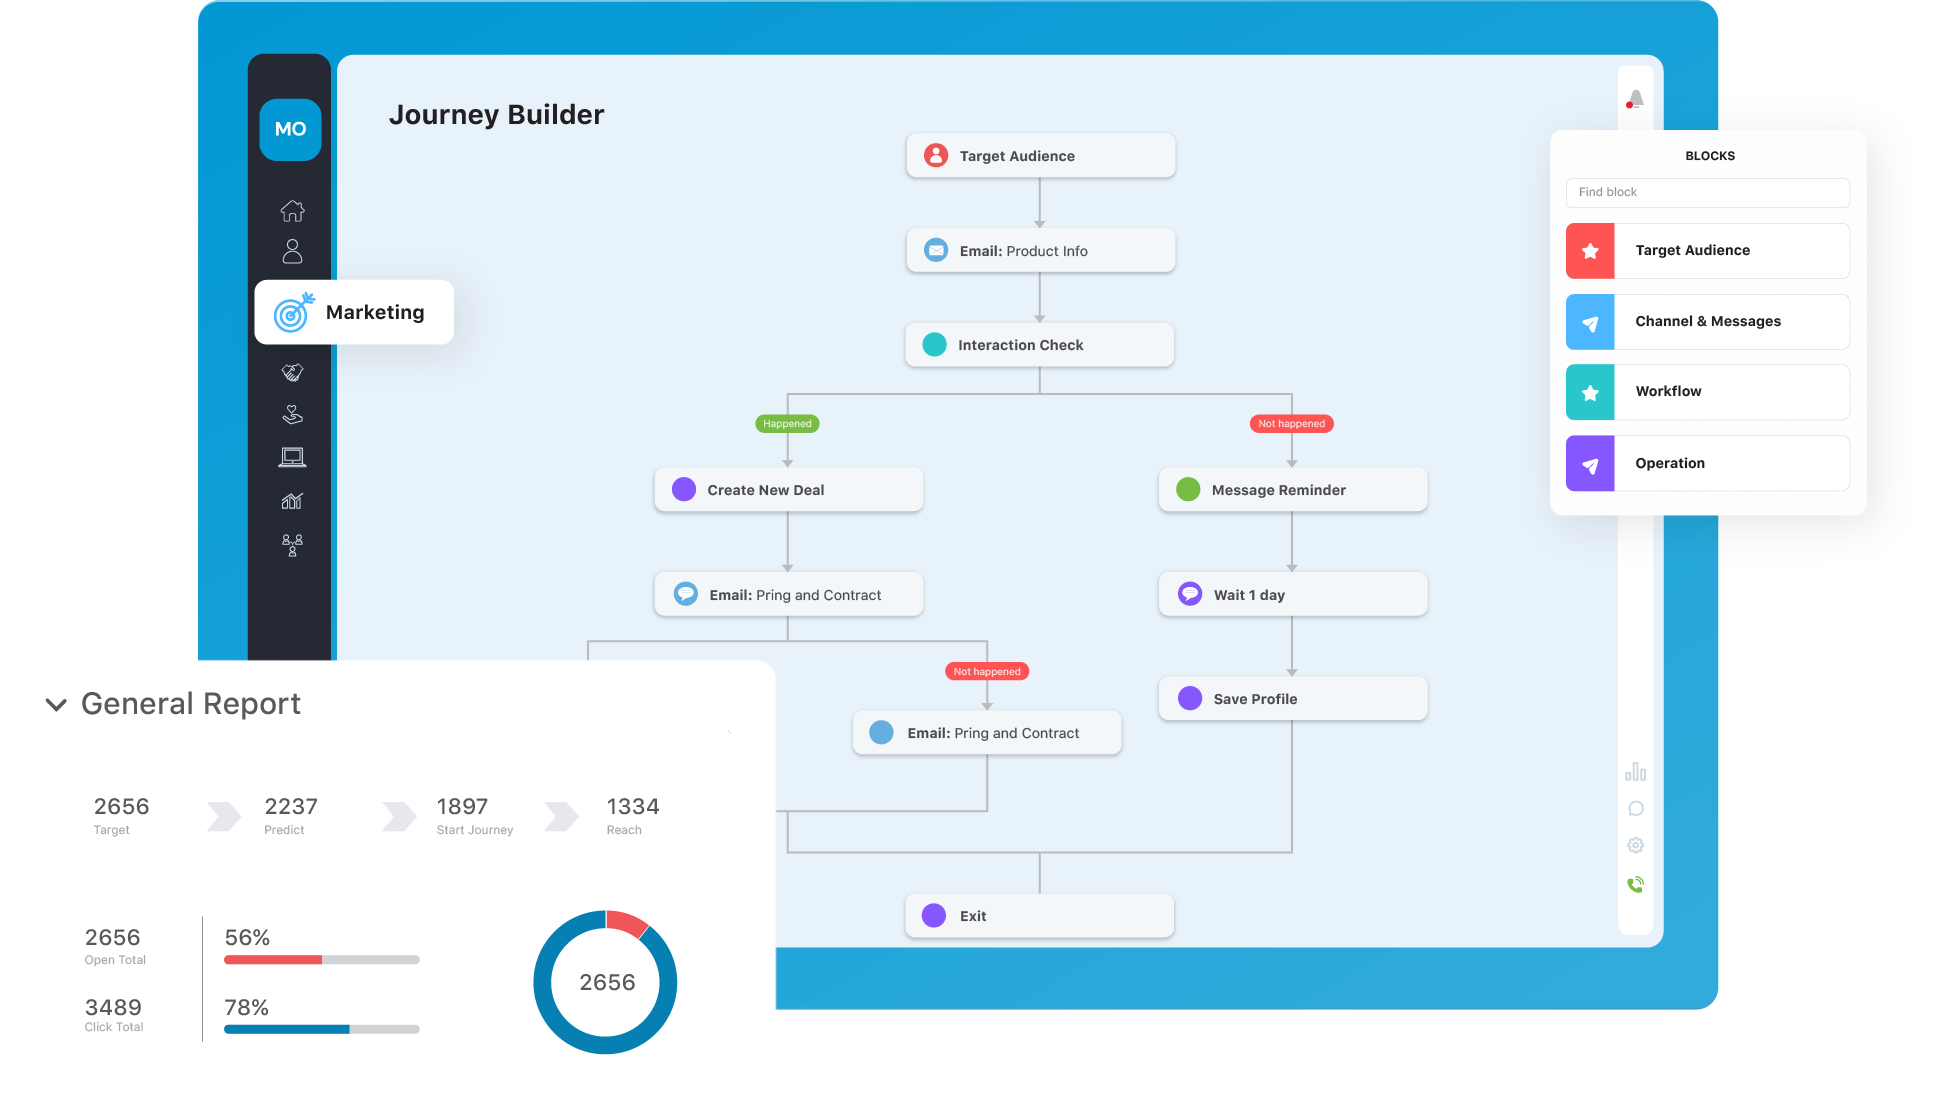 MO
Journey Builder
Marketing
Target Audience
Email: Product Info
Interaction Check
Happened
Not happened
Create New Deal
Message Reminder
Email: Pring and Contract
Wait 1 day
Not happened
Save Profile
Email: Pring and Contract
Exit
BLOCKS
Find block
Target Audience
Channel & Messages
Workflow
Operation
General Report
2656
Target
2237
Predict
1897
Start Journey
1334
Reach
2656
Open Total
56%
3489
Click Total
78%
2656